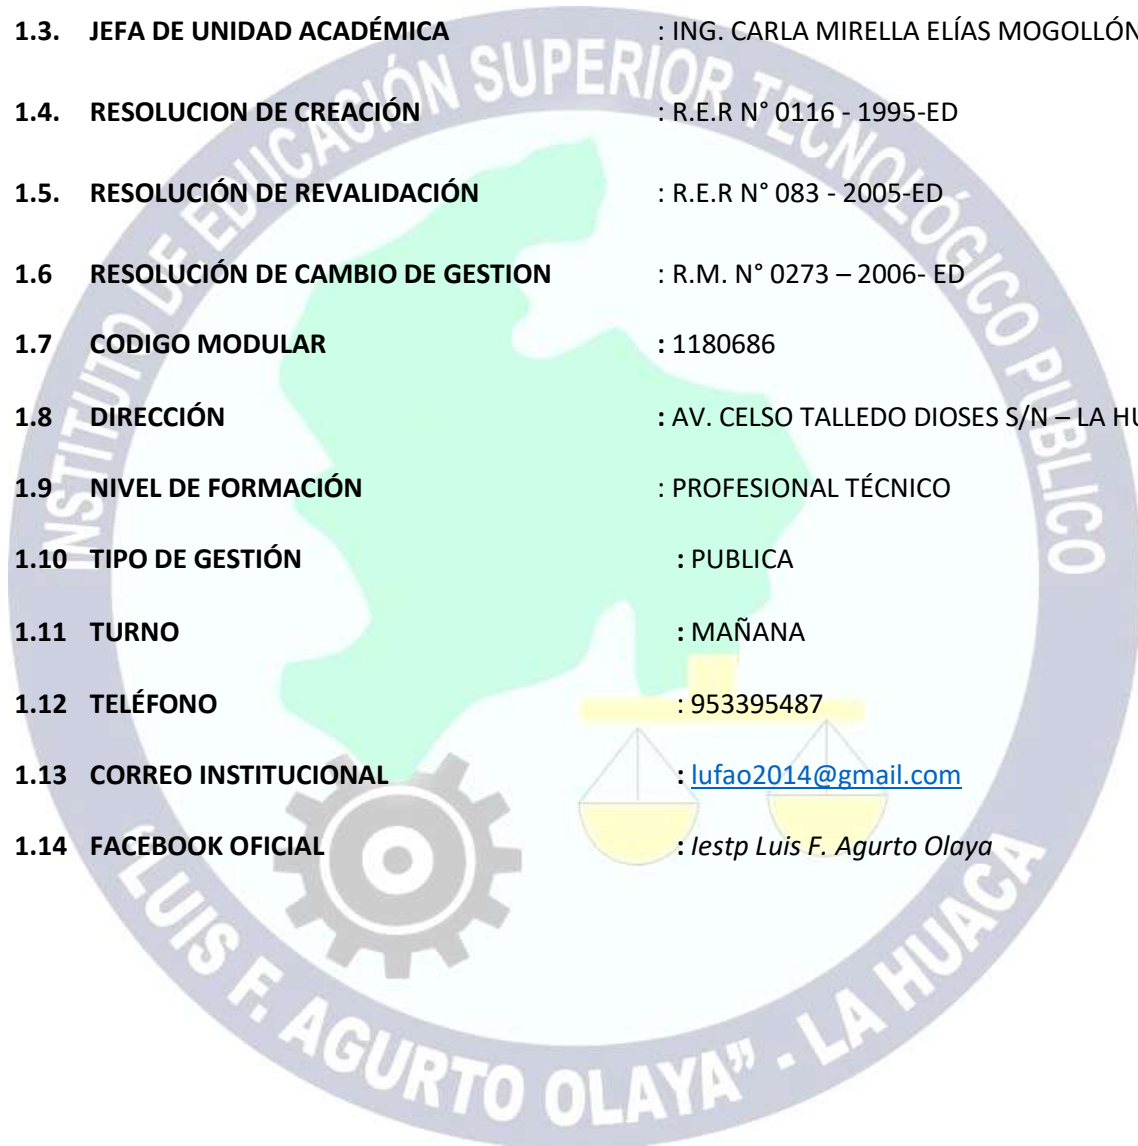 1.3. JEFA DE UNIDAD ACADÉMICA : ING. CARLA MIRELLA ELÍAS MOGOLLÓN
1.4. RESOLUCION DE CREACIÓN : R.E.R N° 0116 - 1995-ED
1.5. RESOLUCIÓN DE REVALIDACIÓN : R.E.R N° 083 - 2005-ED
1.6 RESOLUCIÓN DE CAMBIO DE GESTION : R.M. N° 0273 – 2006- ED
1.7 CODIGO MODULAR : 1180686
1.8 DIRECCIÓN : AV. CELSO TALLEDO DIOSES S/N – LA
1.9 NIVEL DE FORMACIÓN : PROFESIONAL TÉCNICO
1.10 TIPO DE GESTIÓN : PUBLICA
1.11 TURNO : MAÑANA
1.12 TELÉFONO : 953395487
1.13 CORREO INSTITUCIONAL : lufao2014@gmail.com
1.14 FACEBOOK OFICIAL : Iestp Luis F. Agurto Olaya
INSTITUTO DE EDUCACIÓN SUPERIOR TECNOLÓGICO PUBLICO
"LUIS F. AGURTO OLAYA" - LA HUACA